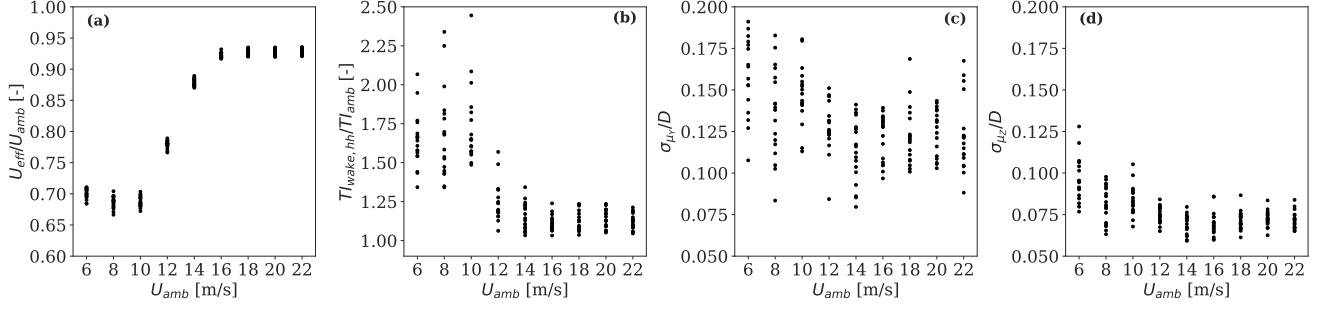 (a)
1.00
0.95
0.90
0.85
0.80
0.75
0.70
0.65
0.60
U_eff/U_amb [-]
6 8 10 12 14 16 18 20 22
U_amb [m/s]
(b)
2.50
2.25
2.00
1.75
1.50
1.25
1.00
TI_wake,hh/TI_amb [-]
6 8 10 12 14 16 18 20 22
U_amb [m/s]
(c)
0.200
0.175
0.150
0.125
0.100
0.075
0.050
σ_μy/D
6 8 10 12 14 16 18 20 22
U_amb [m/s]
(d)
0.200
0.175
0.150
0.125
0.100
0.075
0.050
σ_μz/D
6 8 10 12 14 16 18 20 22
U_amb [m/s]